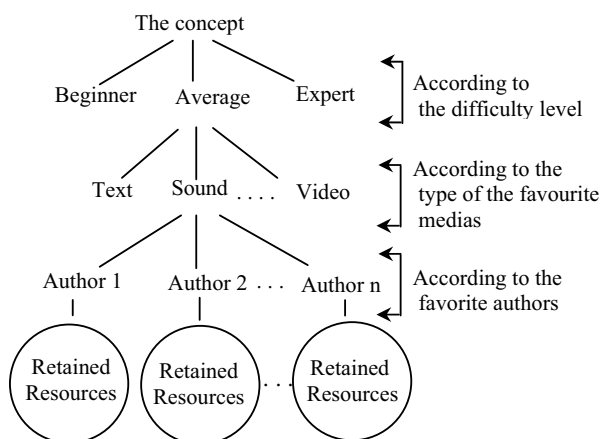 The concept
Beginner Average Expert
According to
the difficulty level
Text Sound .... Video
According to the
type of the favourite
medias
Author 1 Author 2 ... Author n
According to the
favorite authors
Retained
Resources
Retained
Resources
...
Retained
Resources